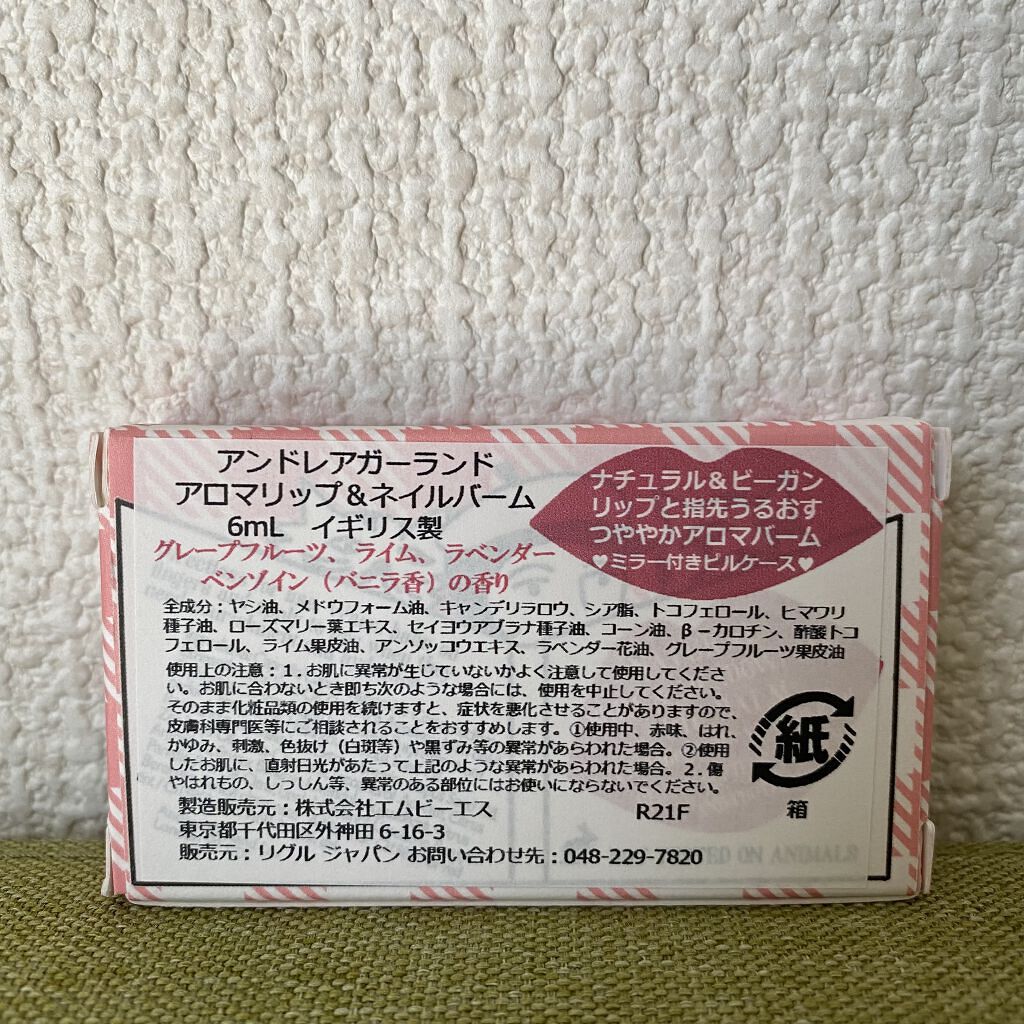 アンドレアガーランド
アロマリップ＆ネイルバーム
6mL　イギリス製
グレープフルーツ、ライム、ラベンダー
ベンゾイン（バニラ香）の香り
ナチュラル＆ビーガン
リップと指先うるおす
つややかアロマバーム
♥ミラー付きピルケース♥
全成分：ヤシ油、メドウフォーム油、キャンデリラロウ、シア脂、トコフェロール、ヒマワリ
種子油、ローズマリー葉エキス、セイヨウアブラナ種子油、コーン油、β－カロチン、酢酸トコ
フェロール、ライム果皮油、アンソッコウエキス、ラベンダー花油、グレープフルーツ果皮油
使用上の注意：１．お肌に異常が生じていないかよく注意して使用してくださ
い。お肌に合わないとき即ち次のような場合には、使用を中止してください。
そのまま化粧品類の使用を続けますと、症状を悪化させることがありますので、
皮膚科専門医等にご相談されることをおすすめします。①使用中、赤味、はれ、
かゆみ、刺激、色抜け（白斑等）や黒ずみ等の異常があらわれた場合。②使用
したお肌に、直射日光があたって上記のような異常があらわれた場合。２．傷
やはれもの、しっしん等、異常のある部位にはお使いにならないでください。
紙
箱
製造販売元：株式会社エムビーエス　R21F
東京都千代田区外神田 6-16-3
販売元：リグル ジャパン お問い合わせ先：048-229-7820
ON ANIMALS